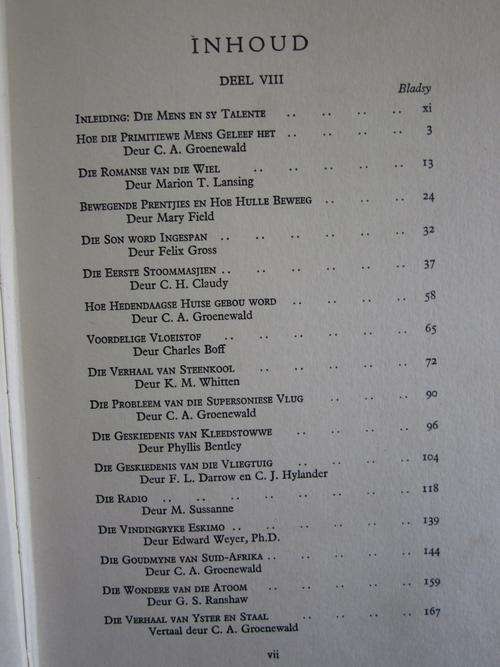 INHOUD
DEEL VIII
Bladsy
INLEIDING: DIE MENS EN SY TALENTE .. .. .. .. xi
HOE DIE PRIMITIEWE MENS GELEEF HET .. .. .. .. 3
Deur C. A. Groenewald
DIE ROMANSE VAN DIE WIEL .. .. .. .. .. 13
Deur Marion T. Lansing
BEWEGENDE PRENTJIES EN HOE HULLE BEWEEG .. .. .. 24
Deur Mary Field
DIE SON WORD INGESPAN .. .. .. .. .. .. 32
Deur Felix Gross
DIE EERSTE STOOMMASJIEN .. .. .. .. .. .. 37
Deur C. H. Claudy
HOE HEDENDAAGSE HUISE GEBOU WORD .. .. .. .. 58
Deur C. A. Groenewald
VOORDELIGE VLOEISTOF .. .. .. .. .. .. 65
Deur Charles Boff
DIE VERHAAL VAN STEENKOOL .. .. .. .. .. 72
Deur K. M. Whitten
DIE PROBLEEM VAN DIE SUPERSONIESE VLUG .. .. .. 90
Deur C. A. Groenewald
DIE GESKIEDENIS VAN KLEEDSTOWWE .. .. .. .. 96
Deur Phyllis Bentley
DIE GESKIEDENIS VAN DIE VLIEGTUIG .. .. .. .. 104
Deur F. L. Darrow en C. J. Hylander
DIE RADIO .. .. .. .. .. .. .. .. 118
Deur M. Sussanne
DIE VINDINGRYKE ESKIMO .. .. .. .. .. .. 139
Deur Edward Weyer, Ph.D.
DIE GOUDMYNE VAN SUID-AFRIKA .. .. .. .. .. 144
Deur C. A. Groenewald
DIE WONDERE VAN DIE ATOOM .. .. .. .. .. 159
Deur G. S. Ranshaw
DIE VERHAAL VAN YSTER EN STAAL .. .. .. .. 167
Vertaal deur C. A. Groenewald
vii